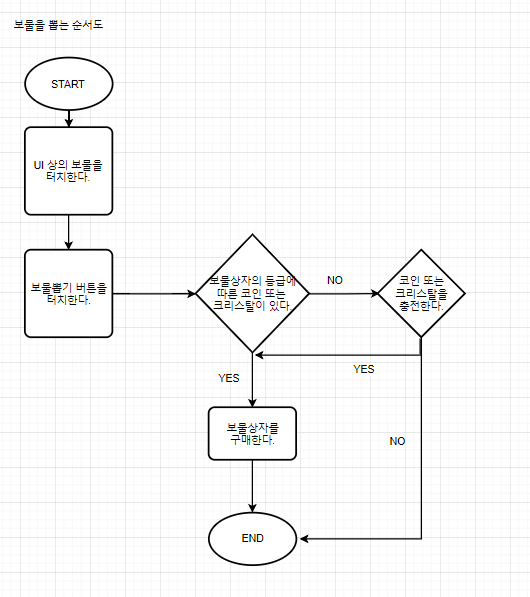 보물을 뽑는 순서도
START
UI 상의 보물을
터치한다.
보물뽑기 버튼을
터치한다.
보물상자의 등급에
따른 코인 또는
크리스탈이 있다.
NO
코인 또는
크리스탈을
충전한다.
YES
YES
보물상자를
구매한다.
NO
END